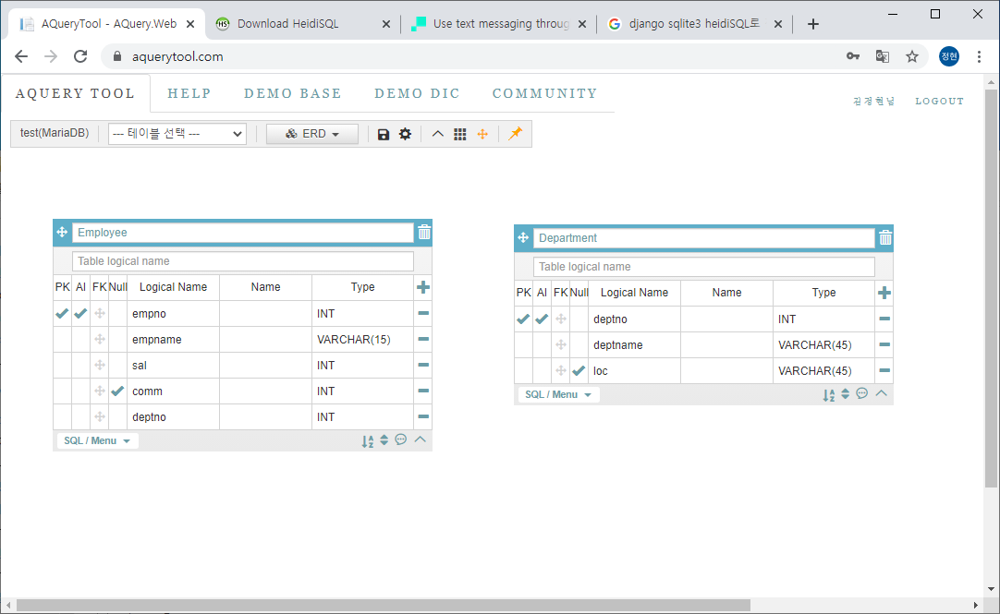 AQueryTool - AQuery.Web
Download HeidiSQL
Use text messaging throug
django sqlite3 heidiSQL로
aquerytool.com
정현
AQUERY TOOL
HELP
DEMO BASE
DEMO DIC
COMMUNITY
LOGOUT
test(MariaDB)
--- 테이블 선택 ---
ERD
Employee
Table logical name
PK AI FK Null Logical Name Name Type
empno INT
empname VARCHAR(15)
sal INT
comm INT
deptno INT
SQL / Menu
Department
Table logical name
PK AI FK Null Logical Name Name Type
deptno INT
deptname VARCHAR(45)
loc VARCHAR(45)
SQL / Menu